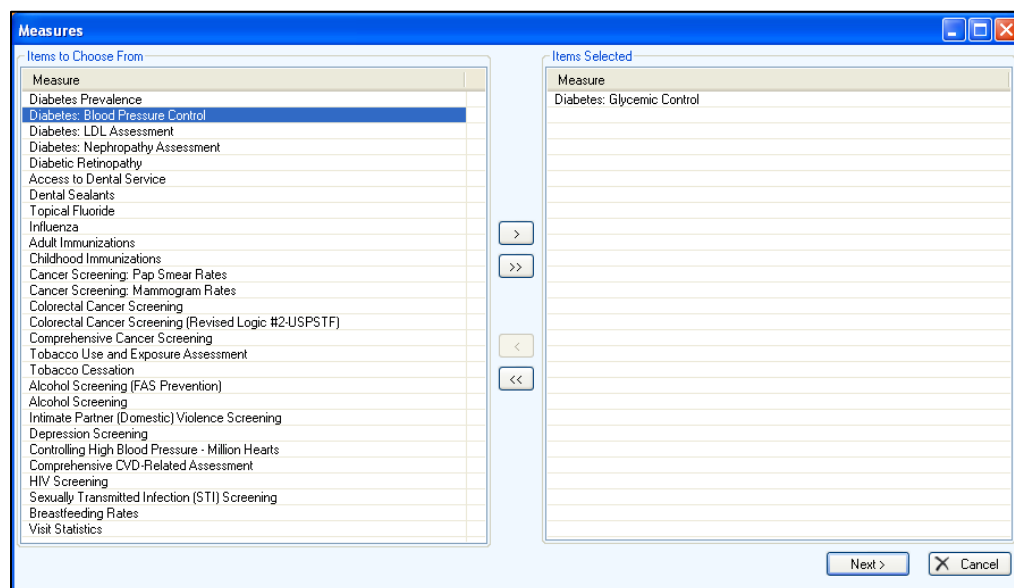 Measures
Items to Choose From
Measure
Diabetes Prevalence
Diabetes: Blood Pressure Control
Diabetes: LDL Assessment
Diabetes: Nephropathy Assessment
Diabetic Retinopathy
Access to Dental Service
Dental Sealants
Topical Fluoride
Influenza
Adult Immunizations
Childhood Immunizations
Cancer Screening: Pap Smear Rates
Cancer Screening: Mammogram Rates
Colorectal Cancer Screening
Colorectal Cancer Screening (Revised Logic #2-USPSTF)
Comprehensive Cancer Screening
Tobacco Use and Exposure Assessment
Tobacco Cessation
Alcohol Screening (FAS Prevention)
Alcohol Screening
Intimate Partner (Domestic) Violence Screening
Depression Screening
Controlling High Blood Pressure - Million Hearts
Comprehensive CVD-Related Assessment
HIV Screening
Sexually Transmitted Infection (STI) Screening
Breastfeeding Rates
Visit Statistics
>
>>
<
<<
Items Selected
Measure
Diabetes: Glycemic Control
Next >
Cancel